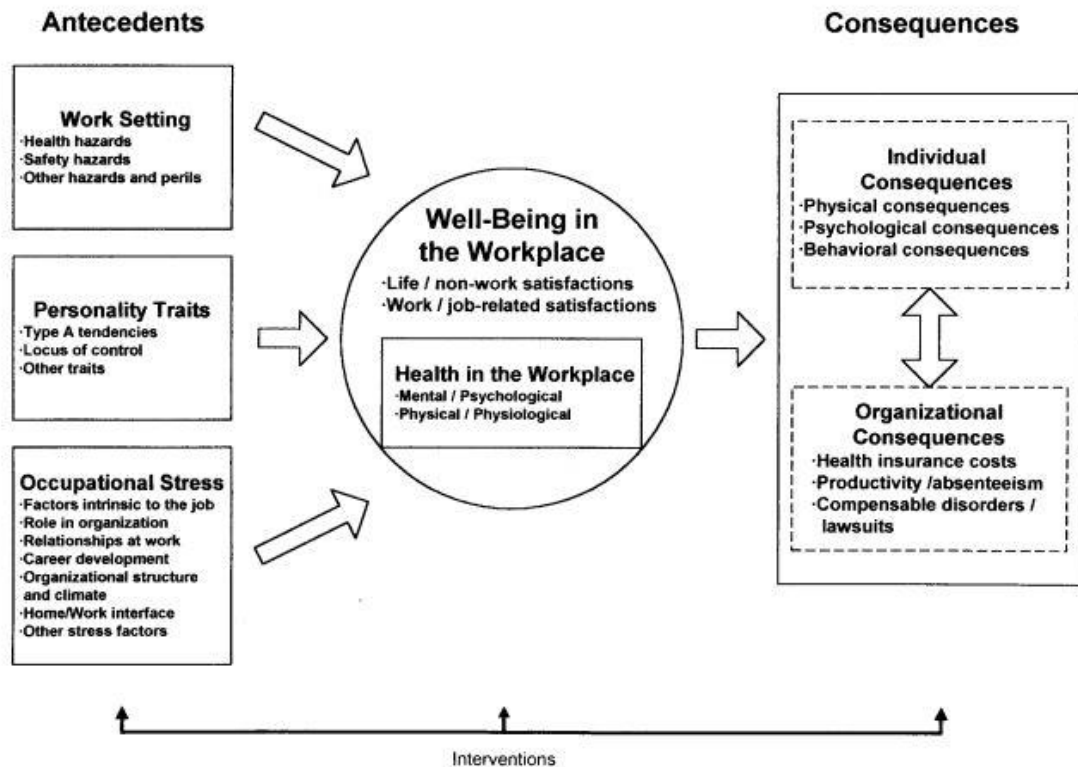 Antecedents
Consequences
Work Setting
·Health hazards
·Safety hazards
·Other hazards and perils
Personality Traits
·Type A tendencies
·Locus of control
·Other traits
Occupational Stress
·Factors intrinsic to the job
·Role in organization
·Relationships at work
·Career development
·Organizational structure
and climate
·Home/Work interface
·Other stress factors
Well-Being in
the Workplace
·Life / non-work satisfactions
·Work / job-related satisfactions
Health in the Workplace
·Mental / Psychological
·Physical / Physiological
Individual
Consequences
·Physical consequences
·Psychological consequences
·Behavioral consequences
Organizational
Consequences
·Health insurance costs
·Productivity /absenteeism
·Compensable disorders /
lawsuits
Interventions